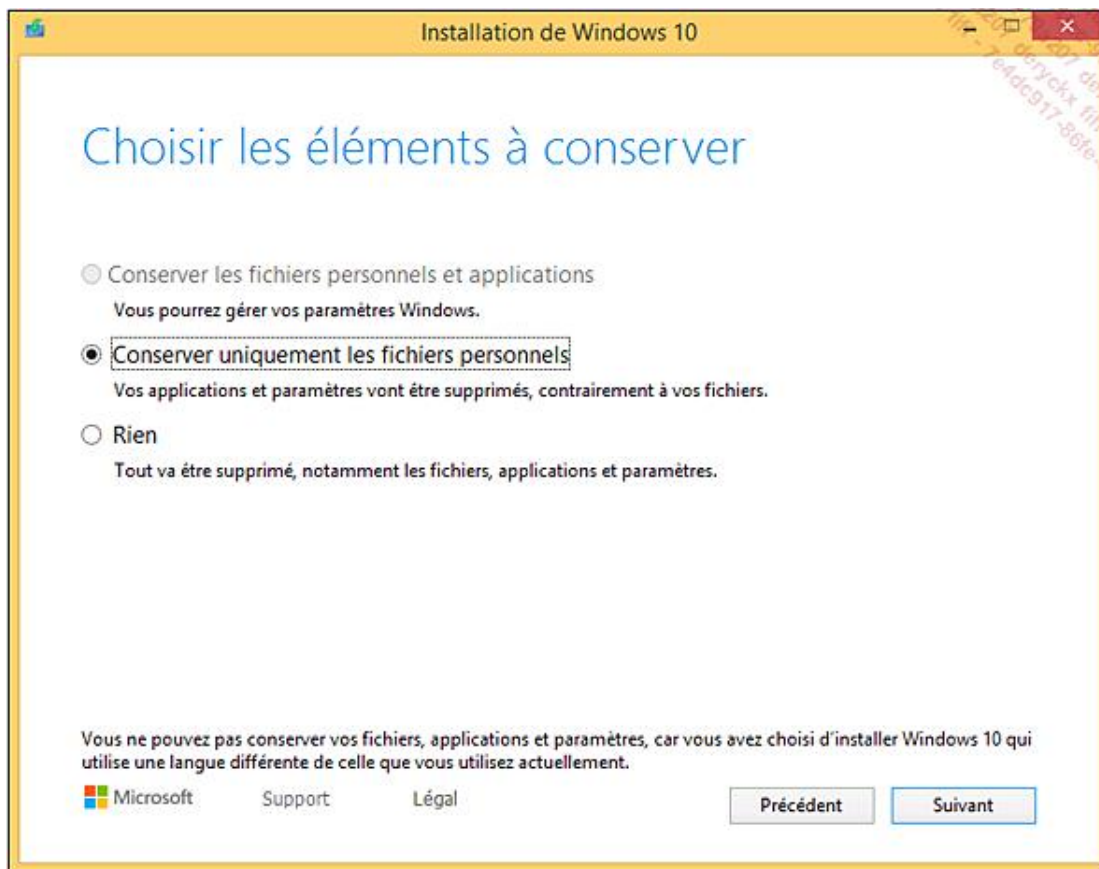 Installation de Windows 10
Choisir les éléments à conserver
Conserver les fichiers personnels et applications
Vous pourrez gérer vos paramètres Windows.
Conserver uniquement les fichiers personnels
Vos applications et paramètres vont être supprimés, contrairement à vos fichiers.
Rien
Tout va être supprimé, notamment les fichiers, applications et paramètres.
Vous ne pouvez pas conserver vos fichiers, applications et paramètres, car vous avez choisi d'installer Windows 10 qui
utilise une langue différente de celle que vous utilisez actuellement.
Microsoft Support Légal Précédent Suivant